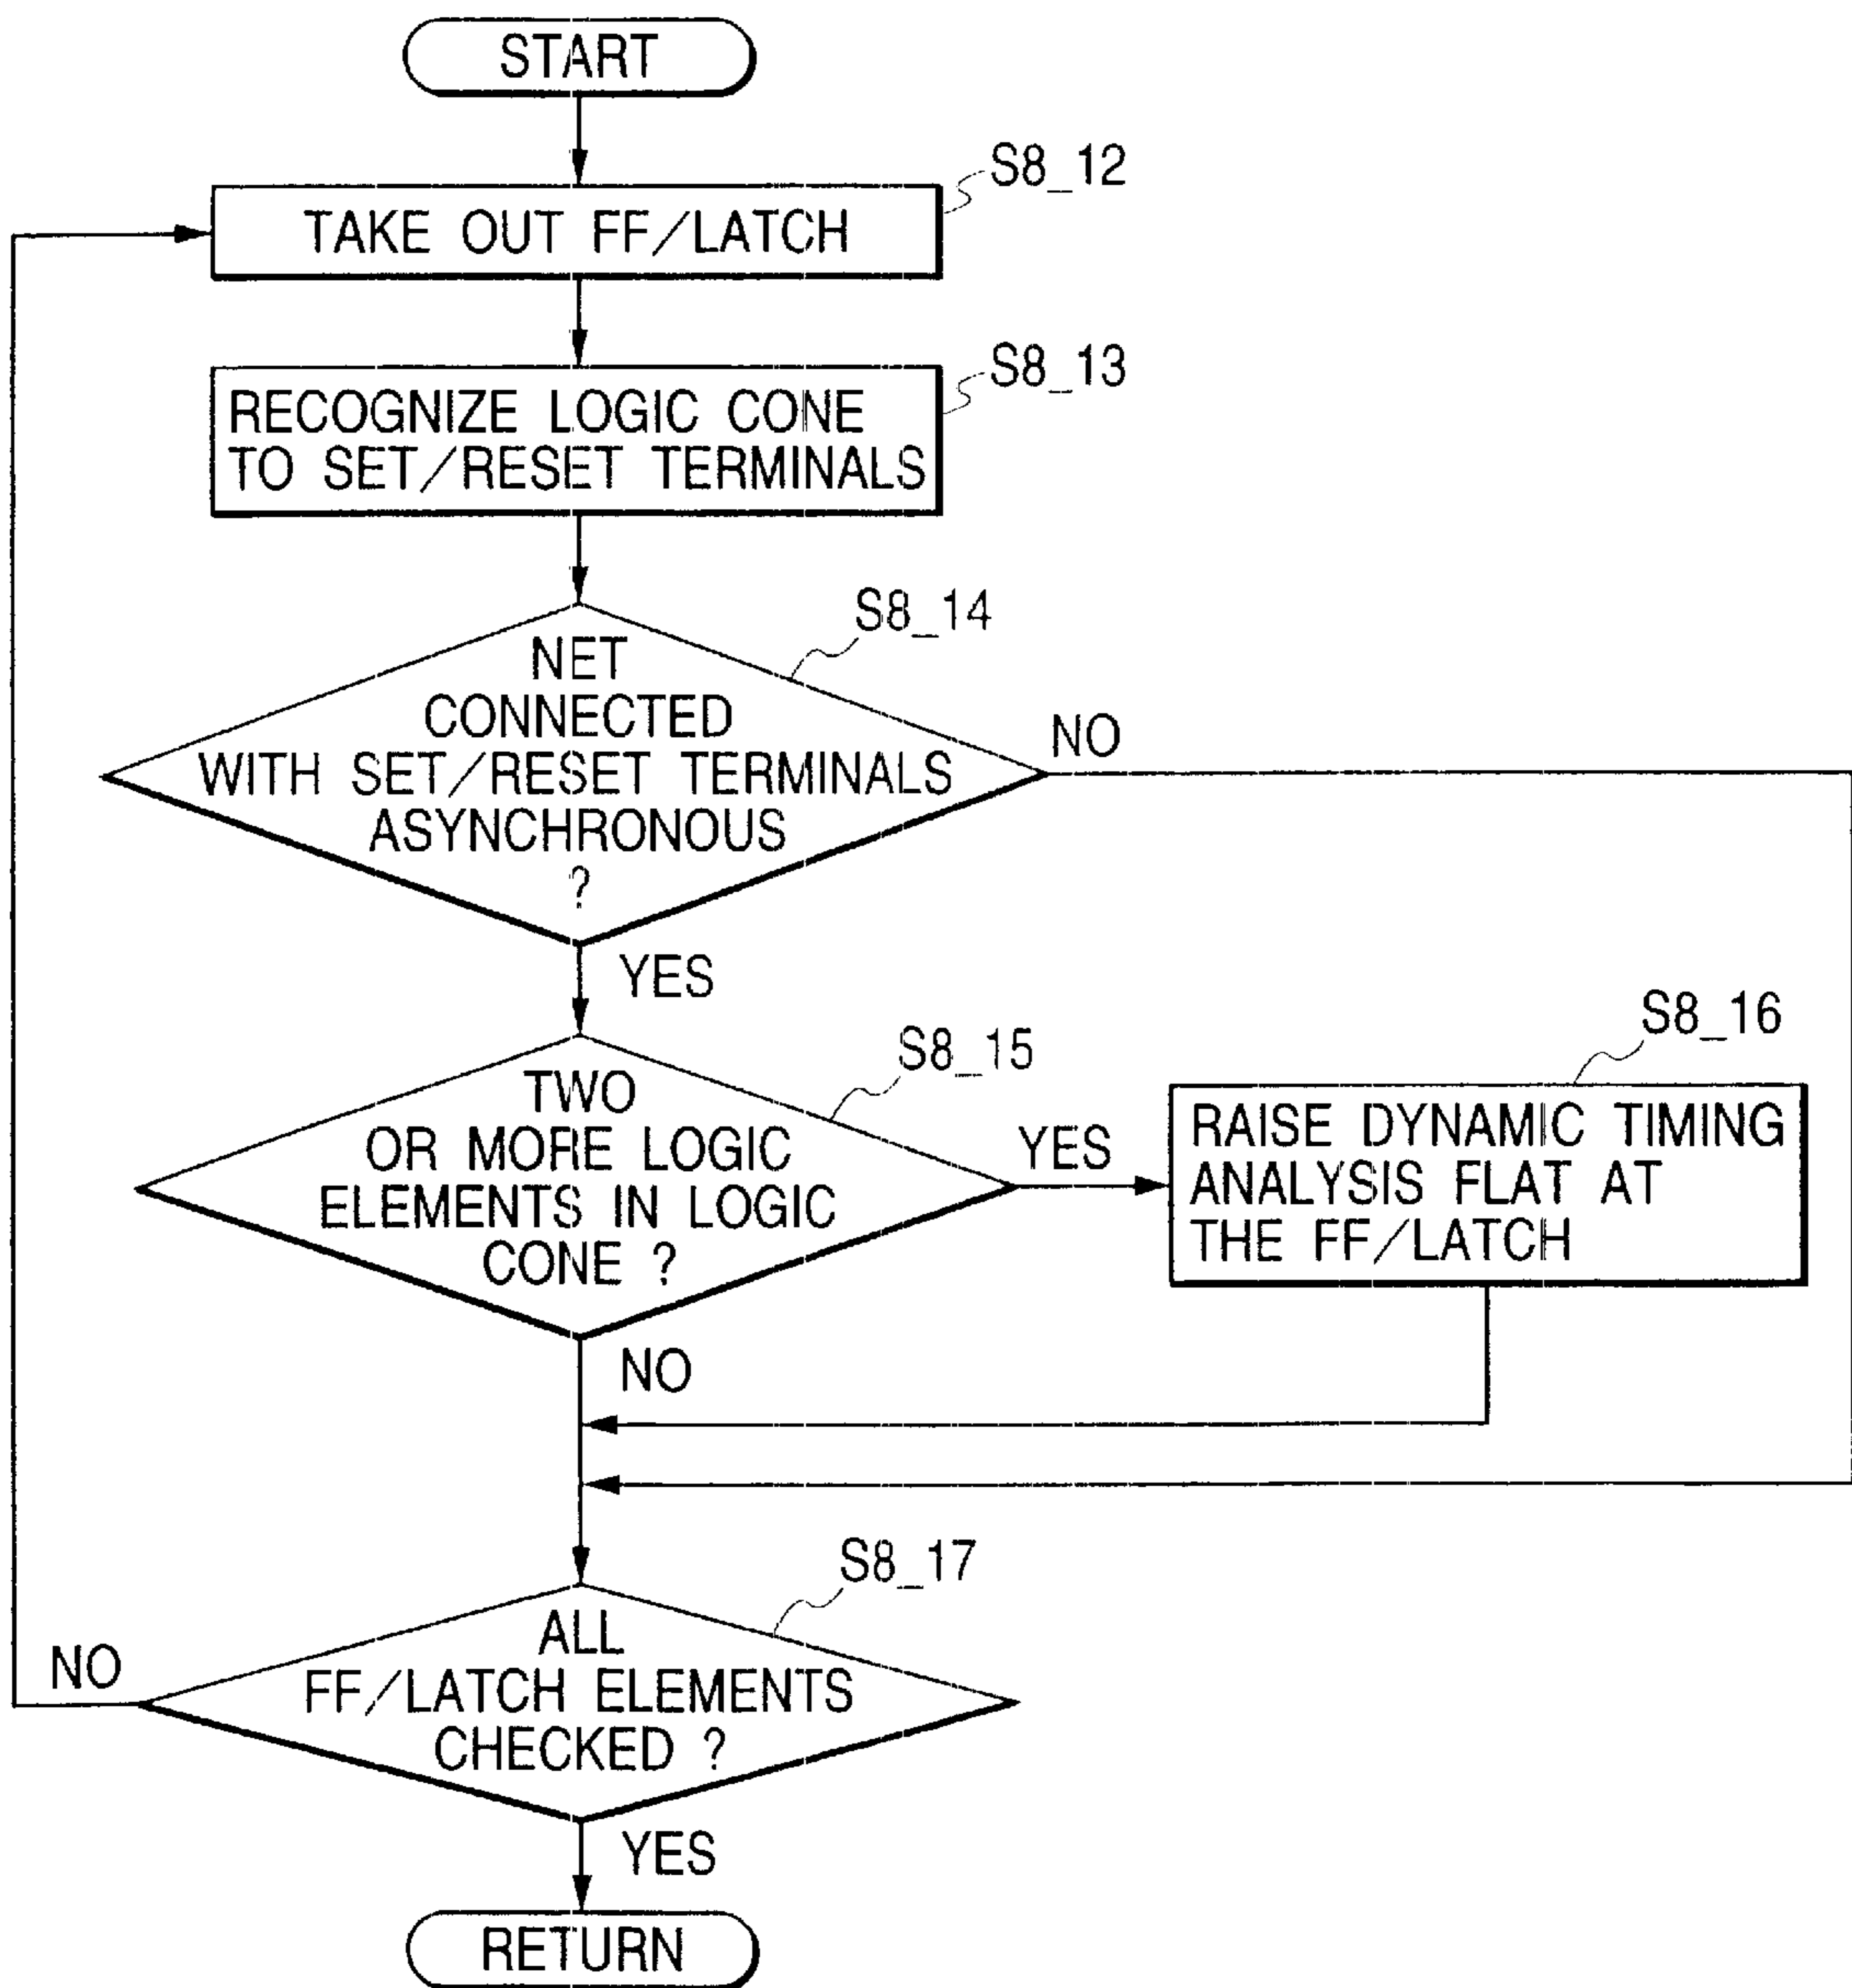 START
S8_12
TAKE OUT FF/LATCH
S8_13
RECOGNIZE LOGIC CONE
TO SET/RESET TERMINALS
S8_14
NET
CONNECTED
WITH SET/RESET TERMINALS
ASYNCHRONOUS
?
NO
YES
S8_15
TWO
OR MORE LOGIC
ELEMENTS IN LOGIC
CONE ?
YES
S8_16
RAISE DYNAMIC TIMING
ANALYSIS FLAT AT
THE FF/LATCH
NO
S8_17
ALL
FF/LATCH ELEMENTS
CHECKED ?
NO
YES
RETURN